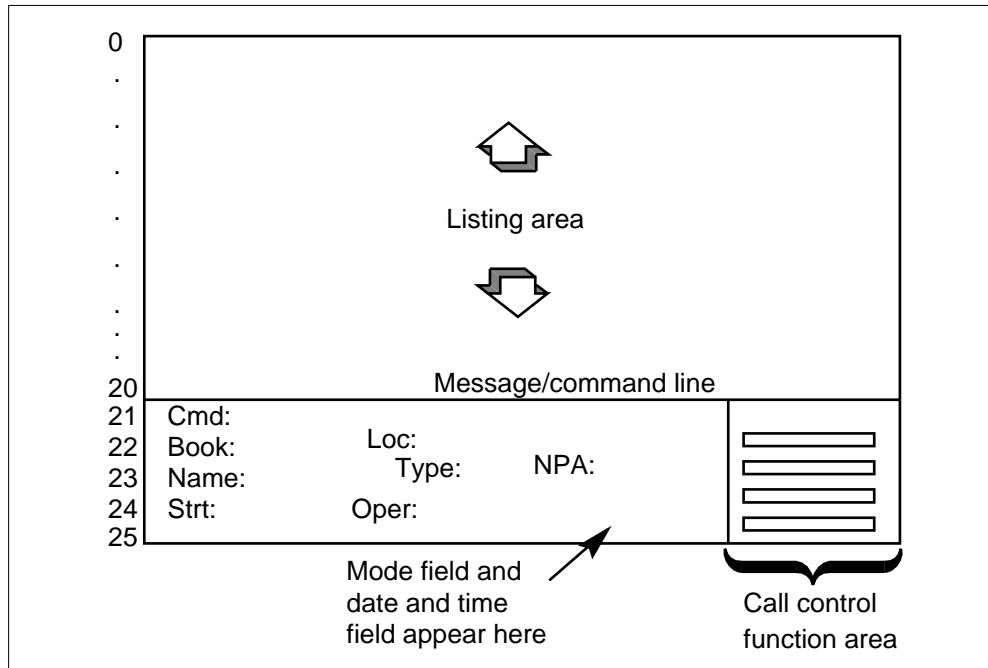 0
.
.
.
.
.
.
.
.
Listing area
Message/command line
20
21 Cmd:
22 Book: Loc:
23 Name: Type: NPA:
24 Strt: Oper:
25
Mode field and
date and time
field appear here
Call control
function area